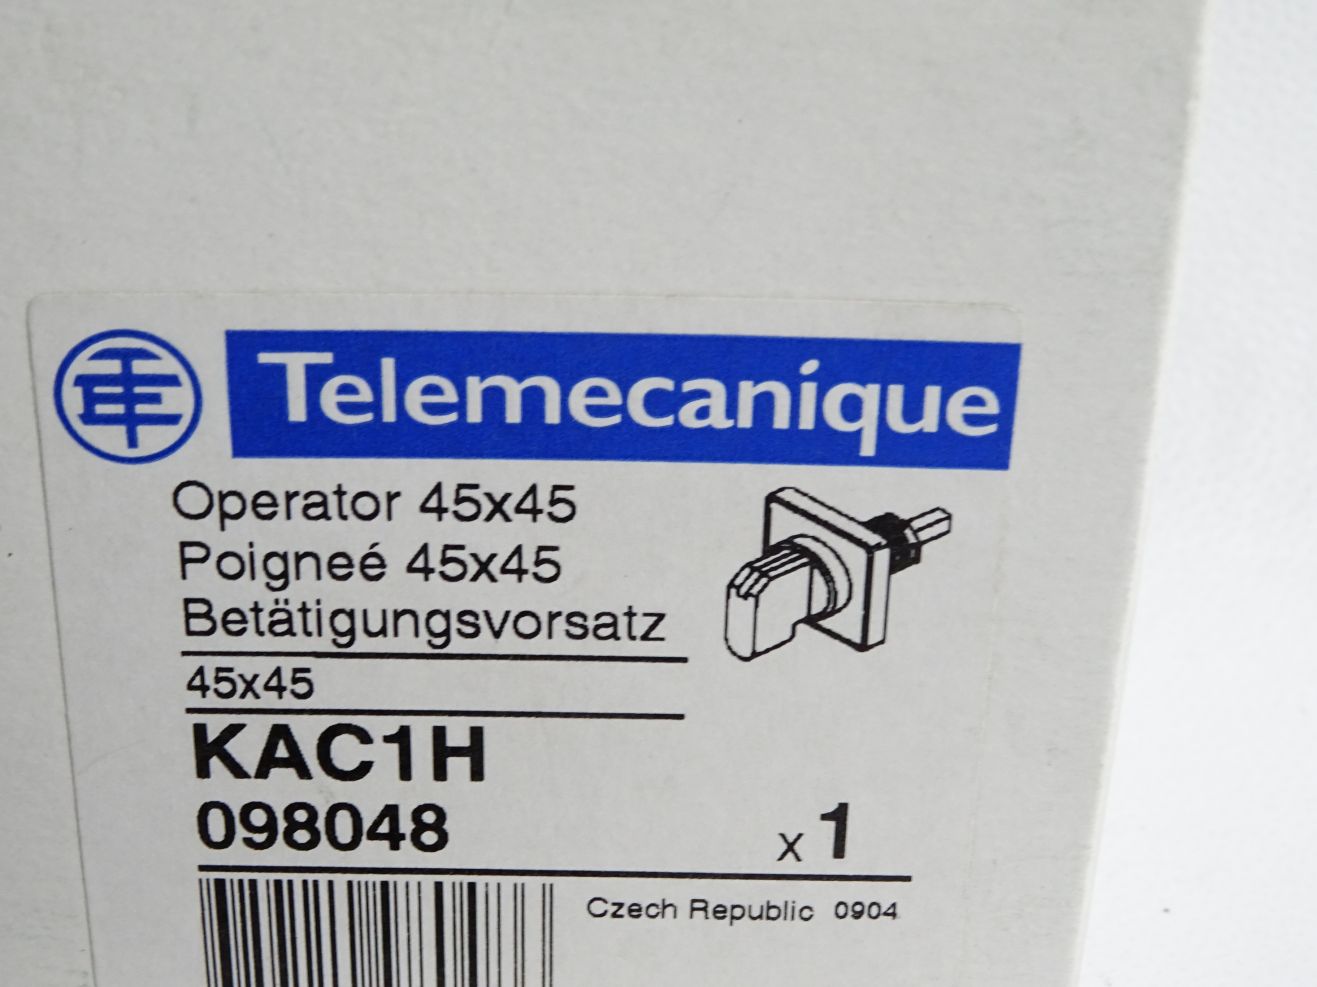 Telemecanique
Operator 45x45
Poigneé 45x45
Betätigungsvorsatz
45x45
KAC1H
098048
x 1
Czech Republic 0904